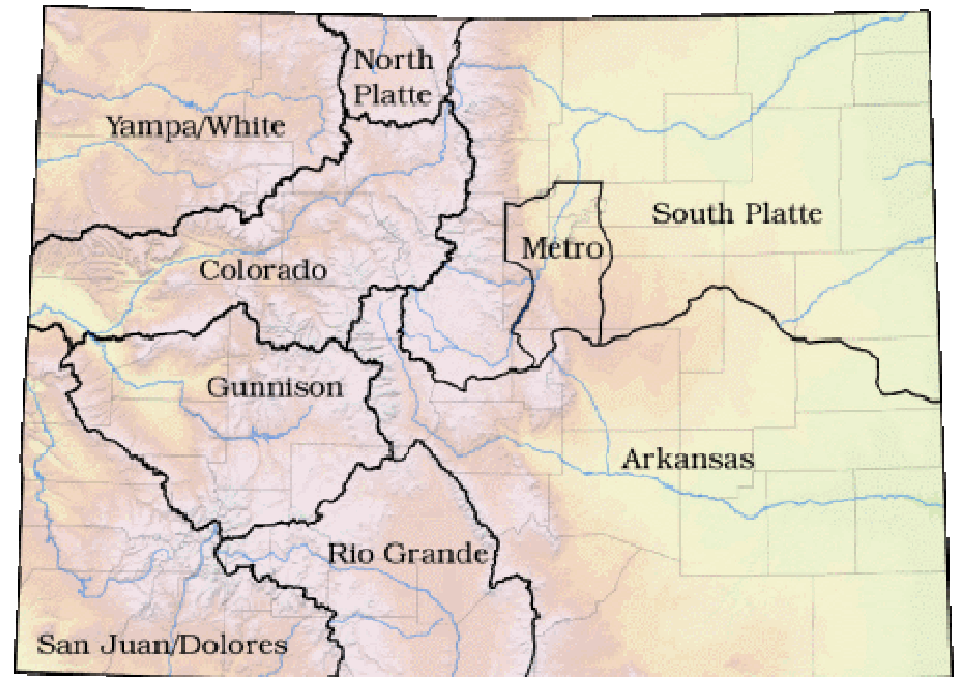 North
Platte
Yampa/White
South Platte
Metro
Colorado
Gunnison
Arkansas
Rio Grande
San Juan/Dolores